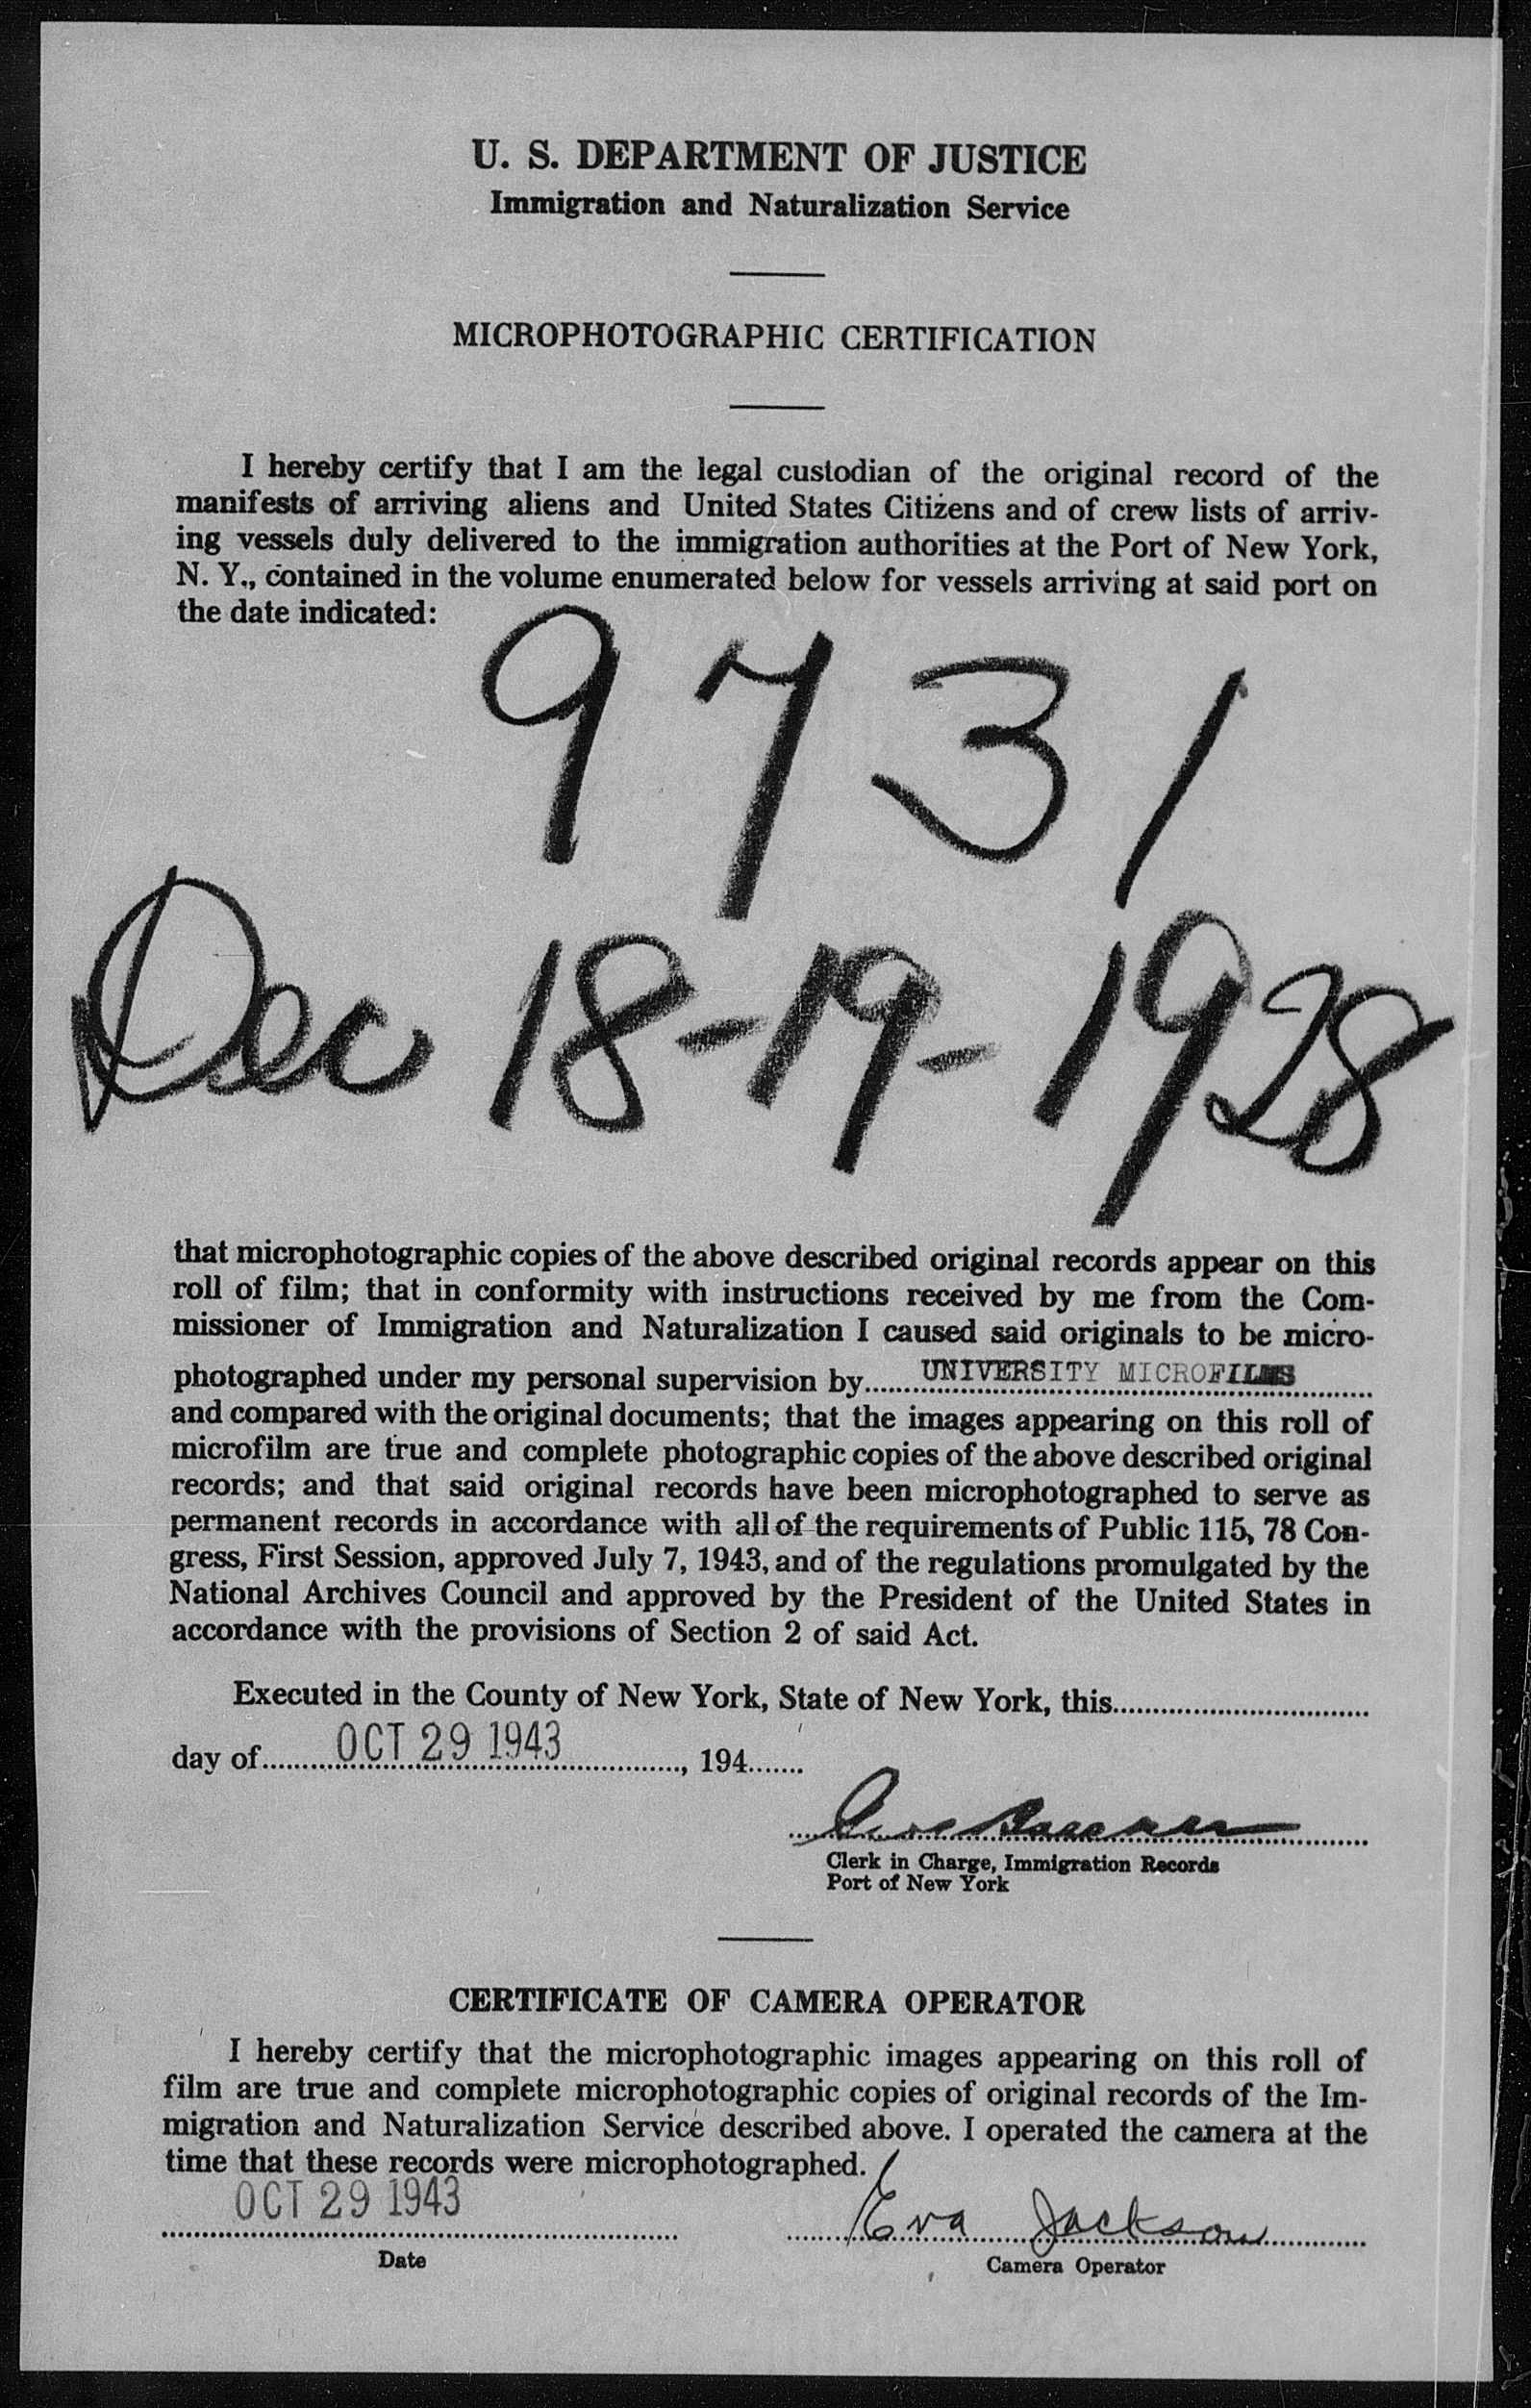 U. S. DEPARTMENT OF JUSTICE
Immigration and Naturalization Service
MICROPHOTOGRAPHIC CERTIFICATION
I hereby certify that I am the legal custodian of the original record of the
manifests of arriving aliens and United States Citizens and of crew lists of arriv-
ing vessels duly delivered to the immigration authorities at the Port of New York,
N. Y., contained in the volume enumerated below for vessels arriving at said port on
the date indicated:
9731
Dec 18-19-1928
that microphotographic copies of the above described original records appear on this
roll of film; that in conformity with instructions received by me from the Com-
missioner of Immigration and Naturalization I caused said originals to be micro-
photographed under my personal supervision by UNIVERSITY MICROFILMS
and compared with the original documents; that the images appearing on this roll of
microfilm are true and complete photographic copies of the above described original
records; and that said original records have been microphotographed to serve as
permanent records in accordance with all of the requirements of Public 115, 78 Con-
gress, First Session, approved July 7, 1943, and of the regulations promulgated by the
National Archives Council and approved by the President of the United States in
accordance with the provisions of Section 2 of said Act.
Executed in the County of New York, State of New York, this
day of OCT 29 1943, 194
Clerk in Charge, Immigration Records
Port of New York
CERTIFICATE OF CAMERA OPERATOR
I hereby certify that the microphotographic images appearing on this roll of
film are true and complete microphotographic copies of original records of the Im-
migration and Naturalization Service described above. I operated the camera at the
time that these records were microphotographed.
OCT 29 1943 Eva Jackson
Date Camera Operator